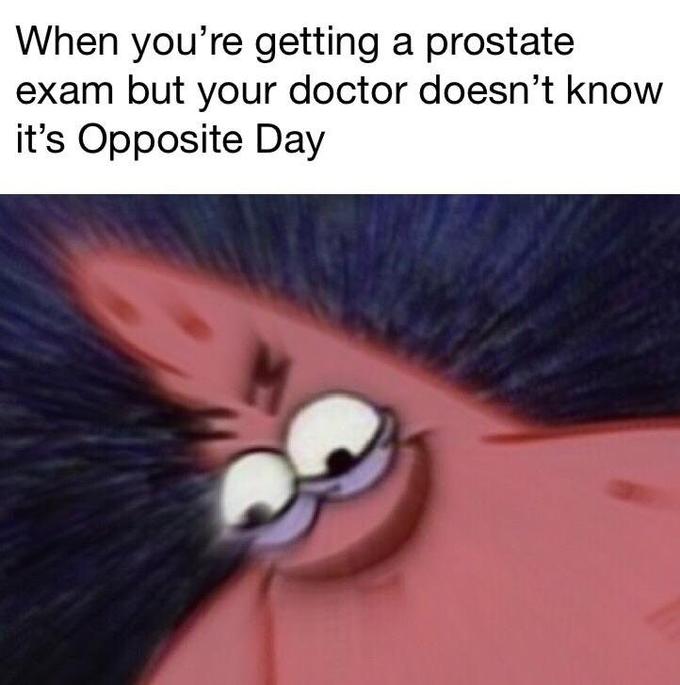 When you’re getting a prostate
exam but your doctor doesn’t know
it’s Opposite Day